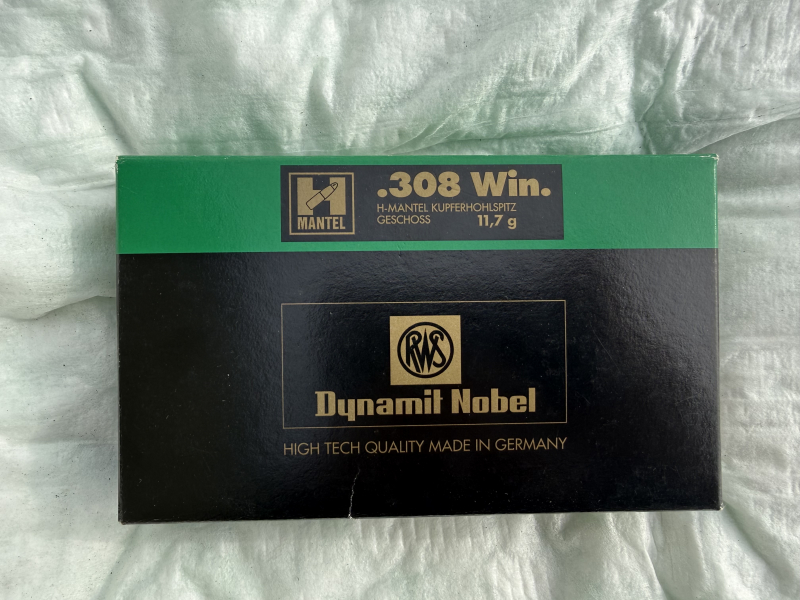 H
MANTEL
.308 Win.
H-MANTEL KUPFERHOHLSPITZ
GESCHOSS 11,7 g
RWS
Dynamit Nobel
HIGH TECH QUALITY MADE IN GERMANY